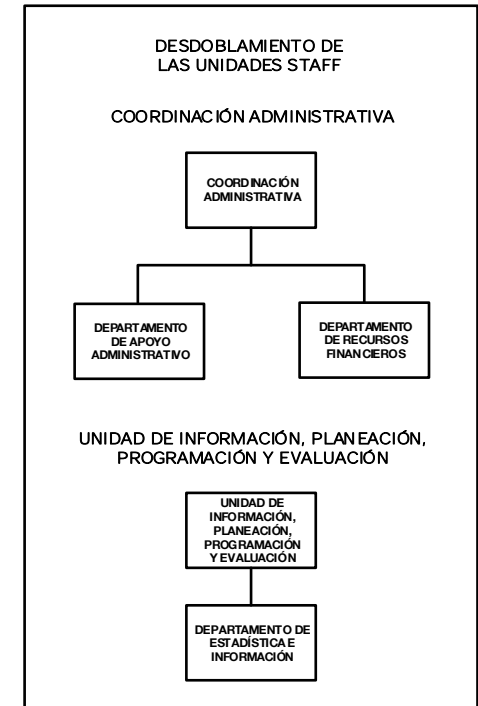 DESDOBLAMIENTO DE
LAS UNIDADES STAFF
COORDINACIÓN ADMINISTRATIVA
COORDINACIÓN
ADMINISTRATIVA
DEPARTAMENTO
DE APOYO
ADMINISTRATIVO
DEPARTAMENTO
DE RECURSOS
FINANCIEROS
UNIDAD DE INFORMACIÓN, PLANEACIÓN,
PROGRAMACIÓN Y EVALUACIÓN
UNIDAD DE
INFORMACIÓN,
PLANEACIÓN,
PROGRAMACIÓN
Y EVALUACIÓN
DEPARTAMENTO DE
ESTADÍSTICA E
INFORMACIÓN